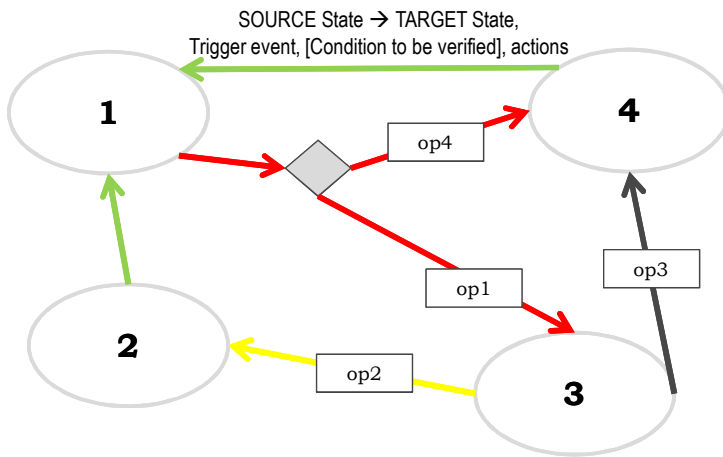 SOURCE State → TARGET State,
Trigger event, [Condition to be verified], actions
1
4
op4
op3
op1
2
op2
3